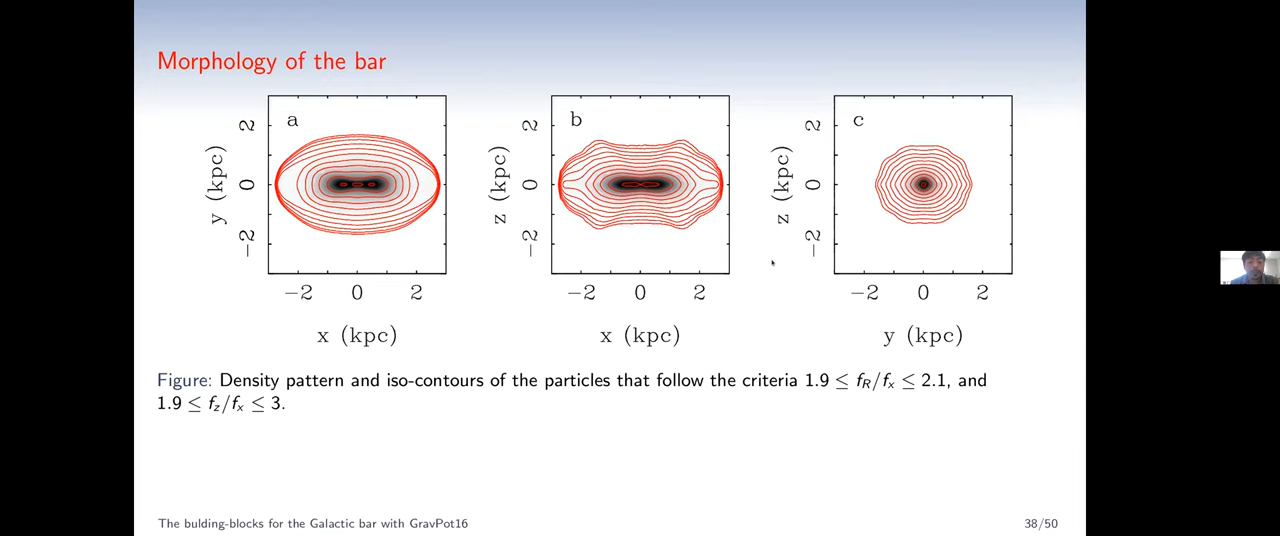 Morphology of the bar
a
b
c
2
0
−2
y (kpc)
−2 0 2
x (kpc)
2
0
−2
z (kpc)
−2 0 2
x (kpc)
2
0
−2
z (kpc)
−2 0 2
y (kpc)
Figure: Density pattern and iso-contours of the particles that follow the criteria 1.9 ≤ f_R/f_x ≤ 2.1, and
1.9 ≤ f_z/f_x ≤ 3.
The bulding-blocks for the Galactic bar with GravPot16
38/50